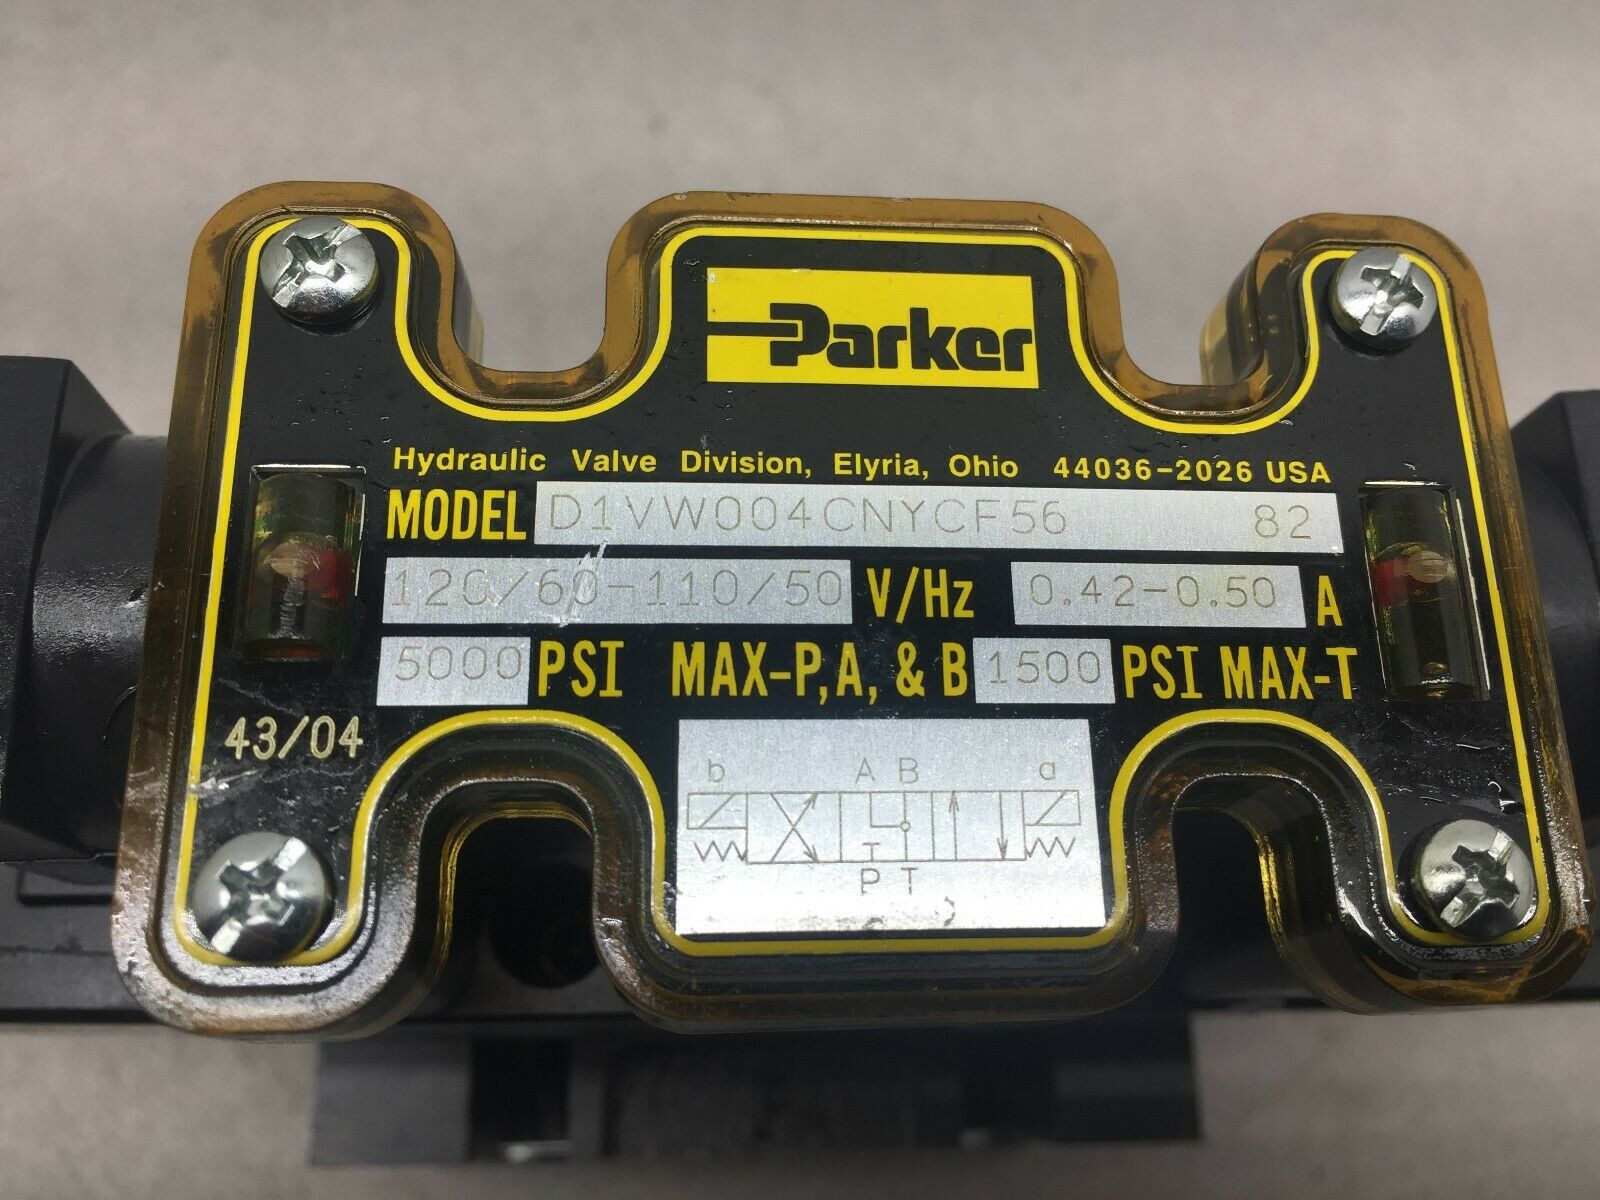 Parker
Hydraulic Valve Division, Elyria, Ohio 44036-2026 USA
MODEL D1VW004CNYCF56 82
120/60-110/50 V/Hz 0.42-0.50 A
5000 PSI MAX-P,A, & B 1500 PSI MAX-T
43/04
b A B a
P T